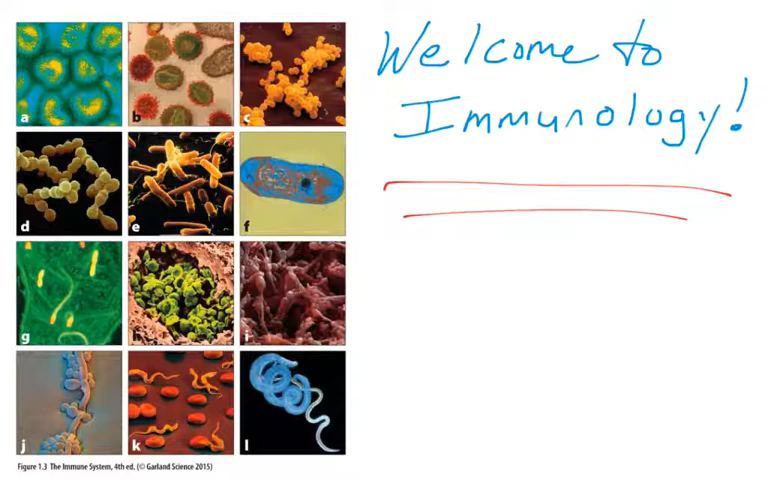 Welcome to
Immunology!
a b c
d e f
g h i
j k l
Figure 1.3 The Immune System, 4th ed. (© Garland Science 2015)